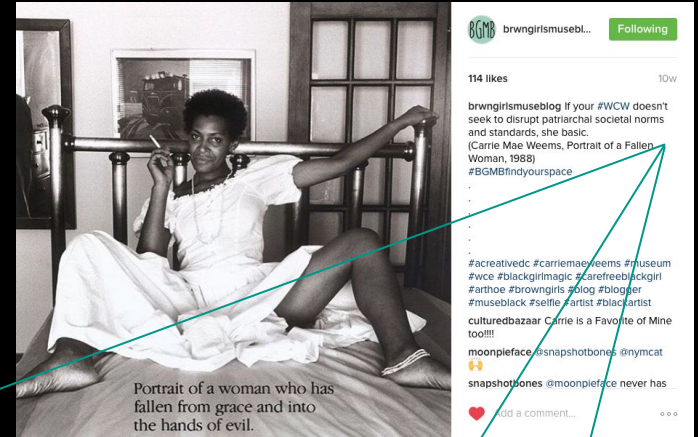 BGMB
brwngirlsmusebl...
Following
114 likes
10w
brwngirlsmuseblog If your #WCW doesn't
seek to disrupt patriarchal societal norms
and standards, she basic.
(Carrie Mae Weems, Portrait of a Fallen
Woman, 1988)
#BGMBfindyourspace
.
.
.
.
.
.
#acreativedc #carriemaeweems #museum
#wce #blackgirlmagic #carefreeblackgirl
#arthoe #browngirls #blog #blogger
#museblack #selfie #artist #blackartist
culturedbazaar Carrie is a Favorite of Mine
too!!!!
moonpieface @snapshotbones @nymcat
🙌
snapshotbones @moonpieface never has
Add a comment...
Portrait of a woman who has
fallen from grace and into
the hands of evil.